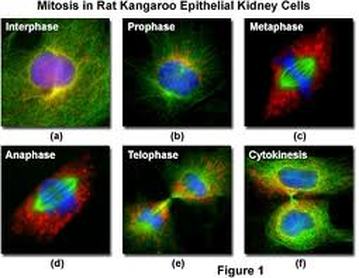 Mitosis in Rat Kangaroo Epithelial Kidney Cells
Interphase
Prophase
Metaphase
(a)
(b)
(c)
Anaphase
Telophase
Cytokinesis
(d)
(e)
(f)
Figure 1